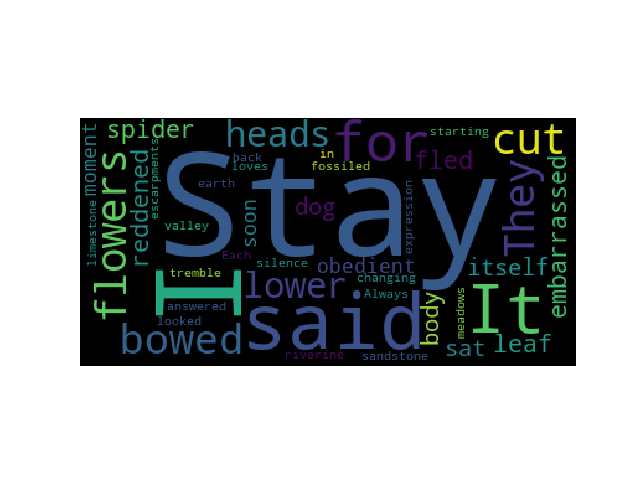 Stay
I
said
It
for
They
flowers
heads
cut
bowed
lower
spider
reddened
fled
embarrassed
itself
leaf
sat
body
obedient
dog
soon
moment
starting
back
loves
in
fossiled
earth
escarpments
limestone
valley
Each
expression
silence
changing
Always
tremble
answered
looked
meadows
riverine
sandstone